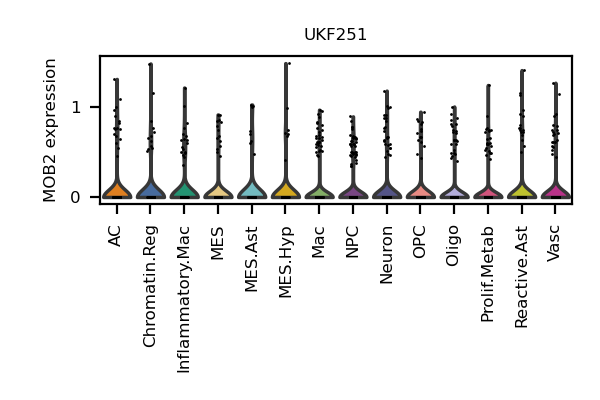 UKF251
MOB2 expression
1
0
AC
Chromatin.Reg
Inflammatory.Mac
MES
MES.Ast
MES.Hyp
Mac
NPC
Neuron
OPC
Oligo
Prolif.Metab
Reactive.Ast
Vasc